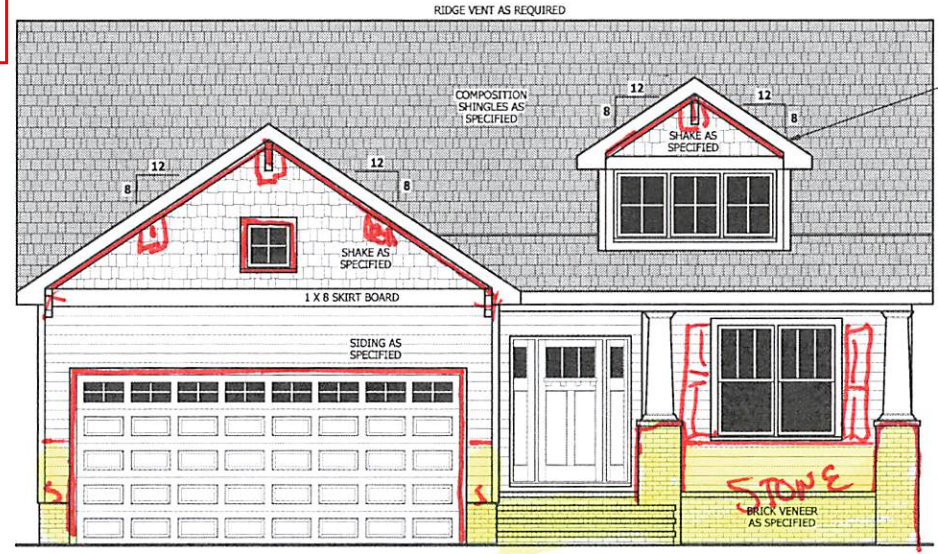 RIDGE VENT AS REQUIRED
COMPOSITION
SHINGLES AS
SPECIFIED
12
8
12
8
SHAKE AS
SPECIFIED
12
8
12
8
SHAKE AS
SPECIFIED
1 X 8 SKIRT BOARD
SIDING AS
SPECIFIED
S
S
STONE
BRICK VENEER
AS SPECIFIED